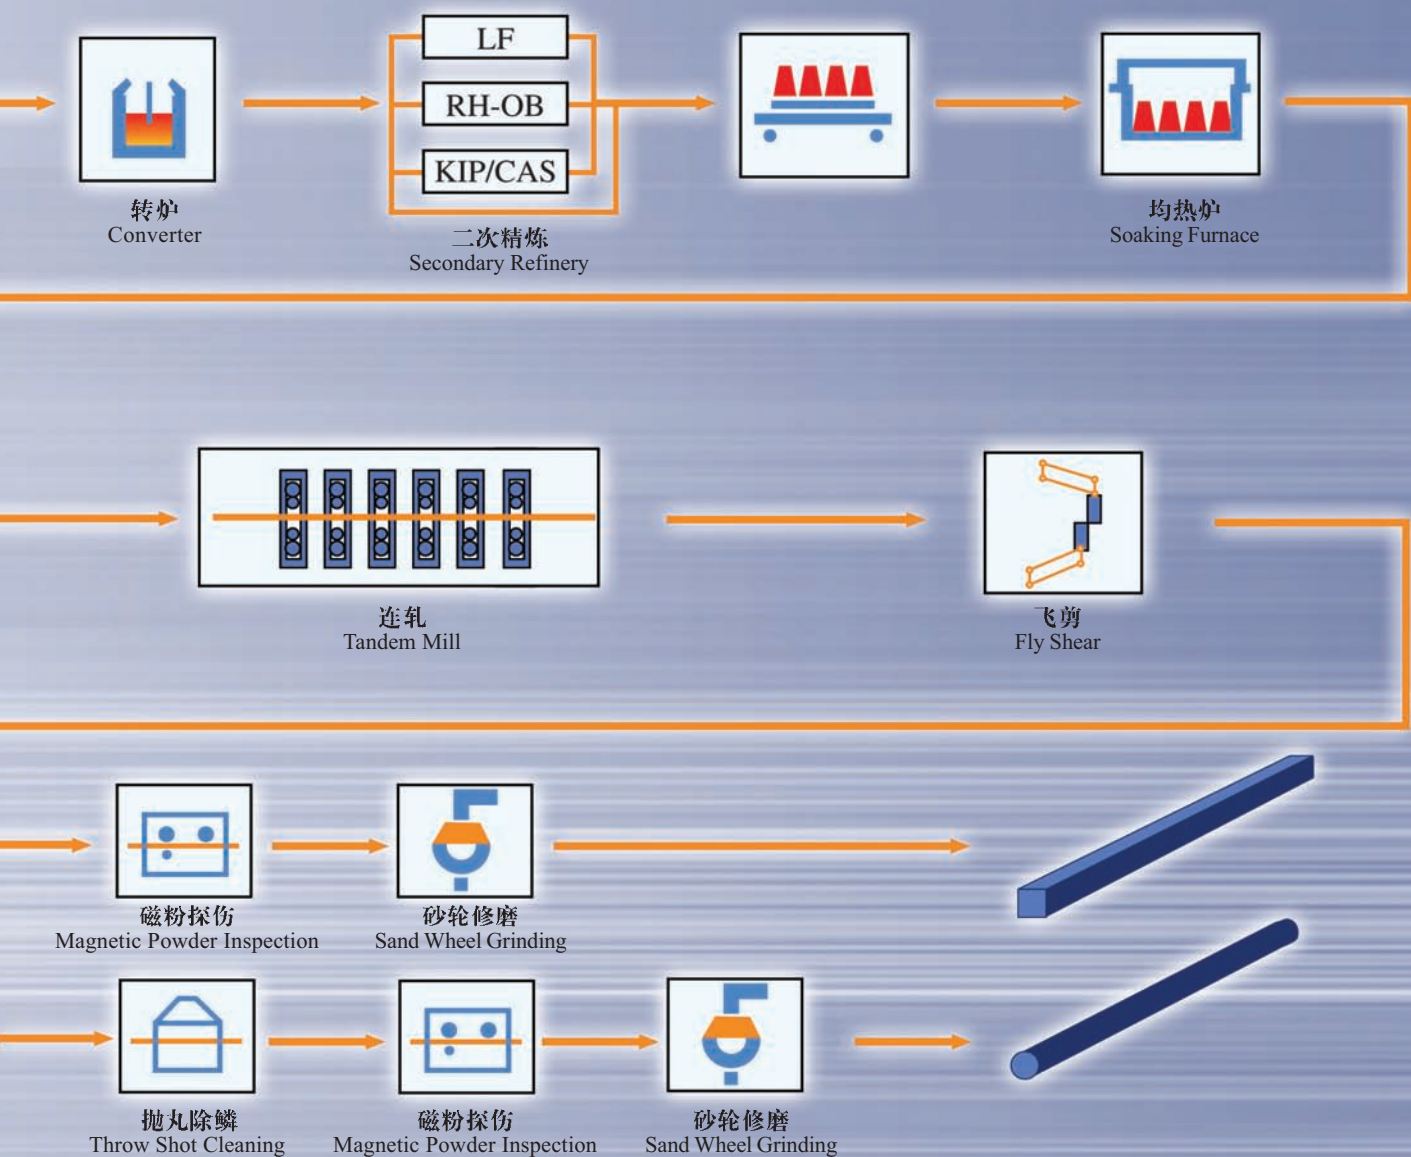 LF
RH-OB
KIP/CAS
转炉
Converter
二次精炼
Secondary Refinery
均热炉
Soaking Furnace
连轧
Tandem Mill
飞剪
Fly Shear
磁粉探伤
Magnetic Powder Inspection
砂轮修磨
Sand Wheel Grinding
抛丸除鳞
Throw Shot Cleaning
磁粉探伤
Magnetic Powder Inspection
砂轮修磨
Sand Wheel Grinding